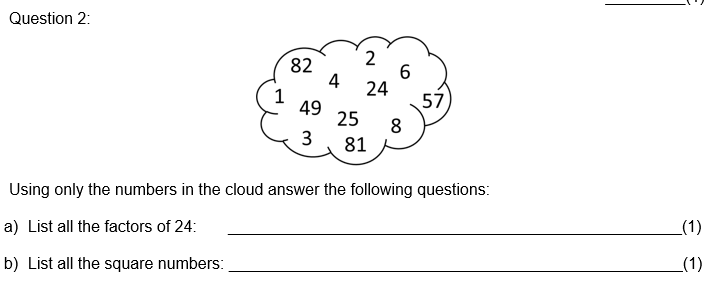 (1)
Question 2:
82 2 6
4 24
1 49 57
25 8
3 81
Using only the numbers in the cloud answer the following questions:
a) List all the factors of 24: (1)
b) List all the square numbers: (1)